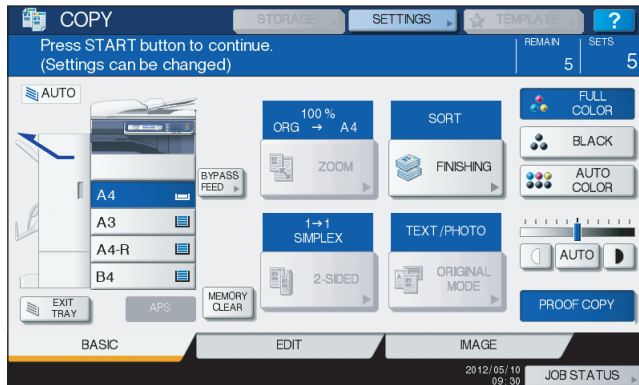 COPY
STORAGE
SETTINGS
TEMPLATE
?
Press START button to continue.
(Settings can be changed)
REMAIN
5
SETS
5
AUTO
100 %
ORG → A4
ZOOM
SORT
FINISHING
FULL
COLOR
BLACK
AUTO
COLOR
BYPASS
FEED
A4
A3
A4-R
B4
1→1
SIMPLEX
2-SIDED
TEXT/PHOTO
ORIGINAL
MODE
AUTO
EXIT
TRAY
APS
MEMORY
CLEAR
PROOF COPY
BASIC
EDIT
IMAGE
2012/05/10
09:30
JOB STATUS